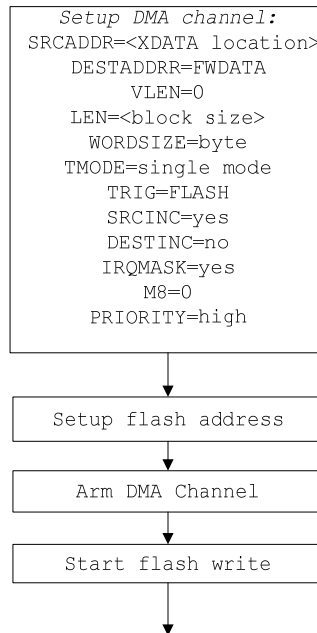 Setup DMA channel:
SRCADDR=<XDATA location>
DESTADDRR=FWDATA
VLEN=0
LEN=<block size>
WORDSIZE=byte
TMODE=single mode
TRIG=FLASH
SRCINC=yes
DESTINC=no
IRQMASK=yes
M8=0
PRIORITY=high
Setup flash address
Arm DMA Channel
Start flash write